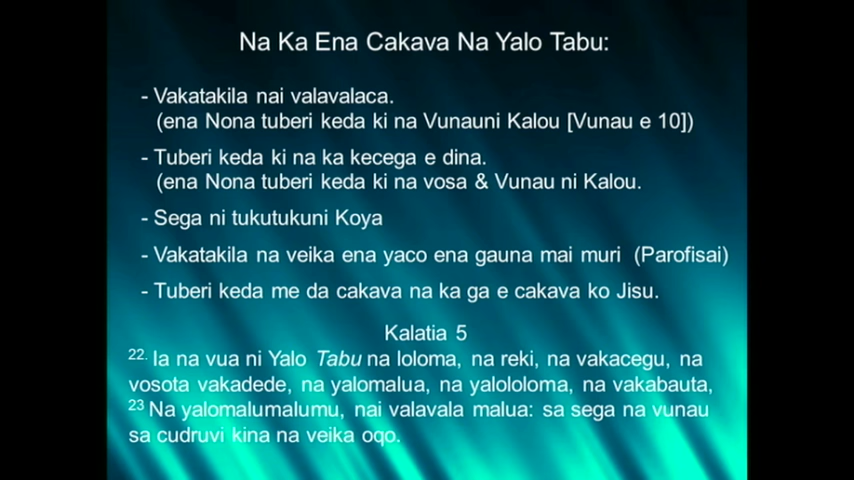 Na Ka Ena Cakava Na Yalo Tabu:
- Vakatakila nai valavalaca.
(ena Nona tuberi keda ki na Vunauni Kalou [Vunau e 10])
- Tuberi keda ki na ka kecega e dina.
(ena Nona tuberi keda ki na vosa & Vunau ni Kalou.
- Sega ni tukutukuni Koya
- Vakatakila na veika ena yaco ena gauna mai muri (Parofisai)
- Tuberi keda me da cakava na ka ga e cakava ko Jisu.
Kalatia 5
22. Ia na vua ni Yalo Tabu na loloma, na reki, na vakacegu, na
vosota vakadede, na yalomalua, na yalololoma, na vakabauta,
23 Na yalomalumalumu, nai valavala malua: sa sega na vunau
sa cudruvi kina na veika oqo.